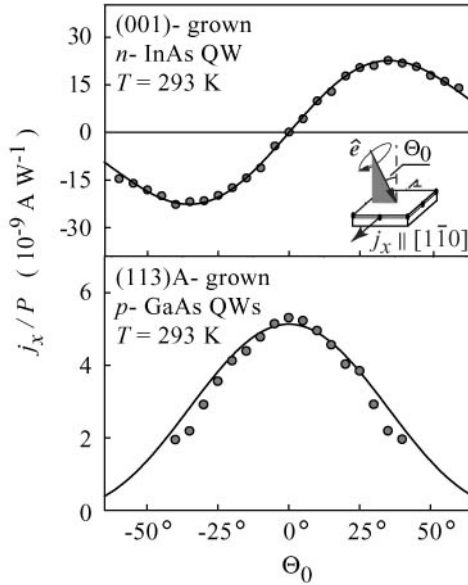 (001)- grown
n- InAs QW
T = 293 K
30
15
0
-15
-30
ê
Θ₀
jₓ ∥ [11̄0]
jₓ / P ( 10⁻⁹ A W⁻¹)
(113)A- grown
p- GaAs QWs
T = 293 K
6
4
2
0
-50° -25° 0° 25° 50°
Θ₀